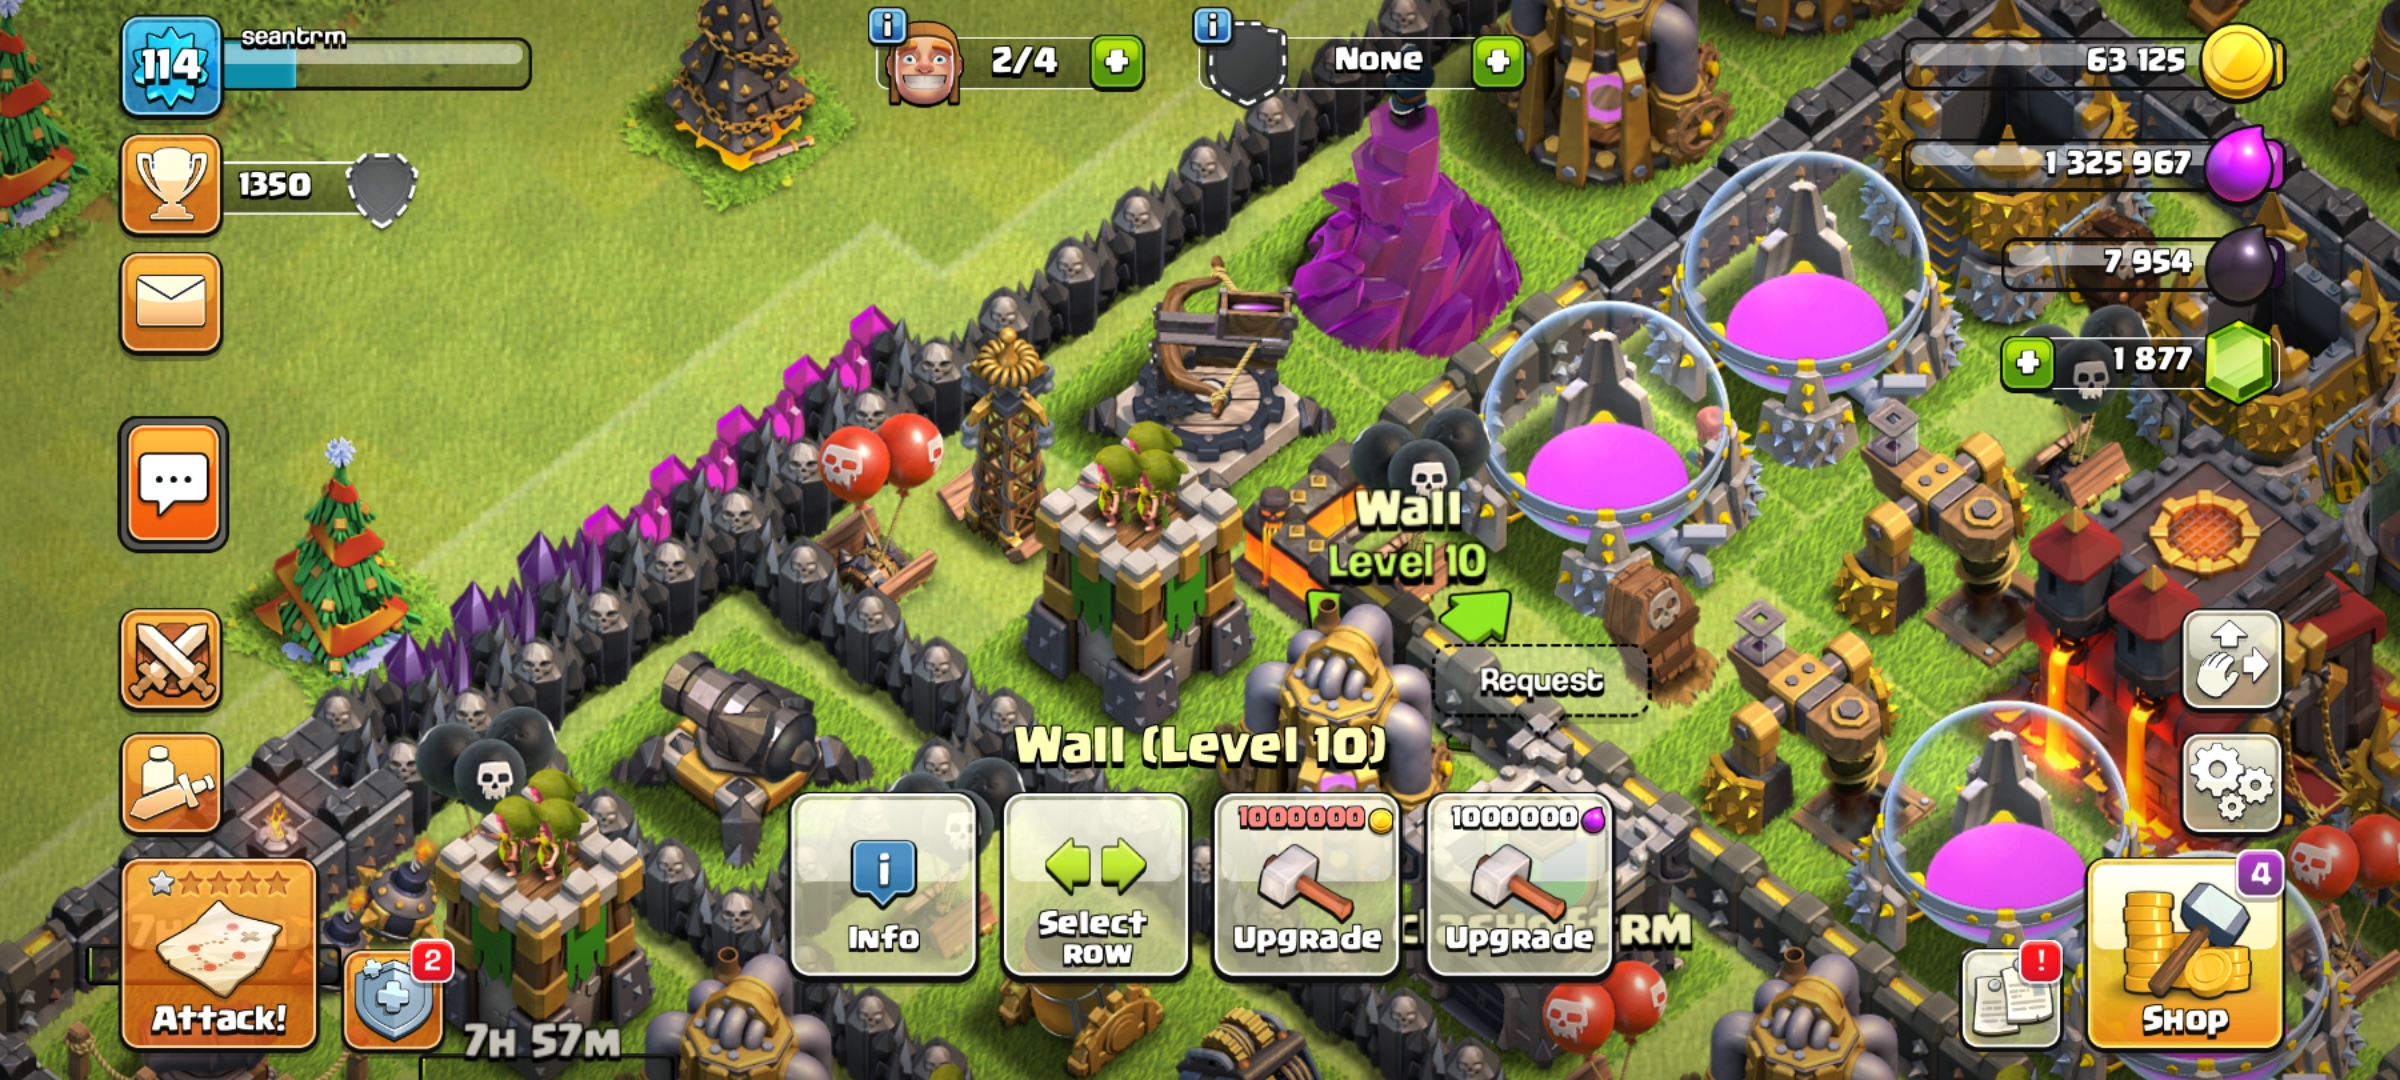 114
seantrm
2/4
None
63 125
1350
1 325 967
7 954
1 877
Wall
Level 10
Request
Wall (Level 10)
1000000
1000000
Info
Select
Row
Upgrade
Upgrade
RM
4
2
!
Attack!
7H 57M
Shop